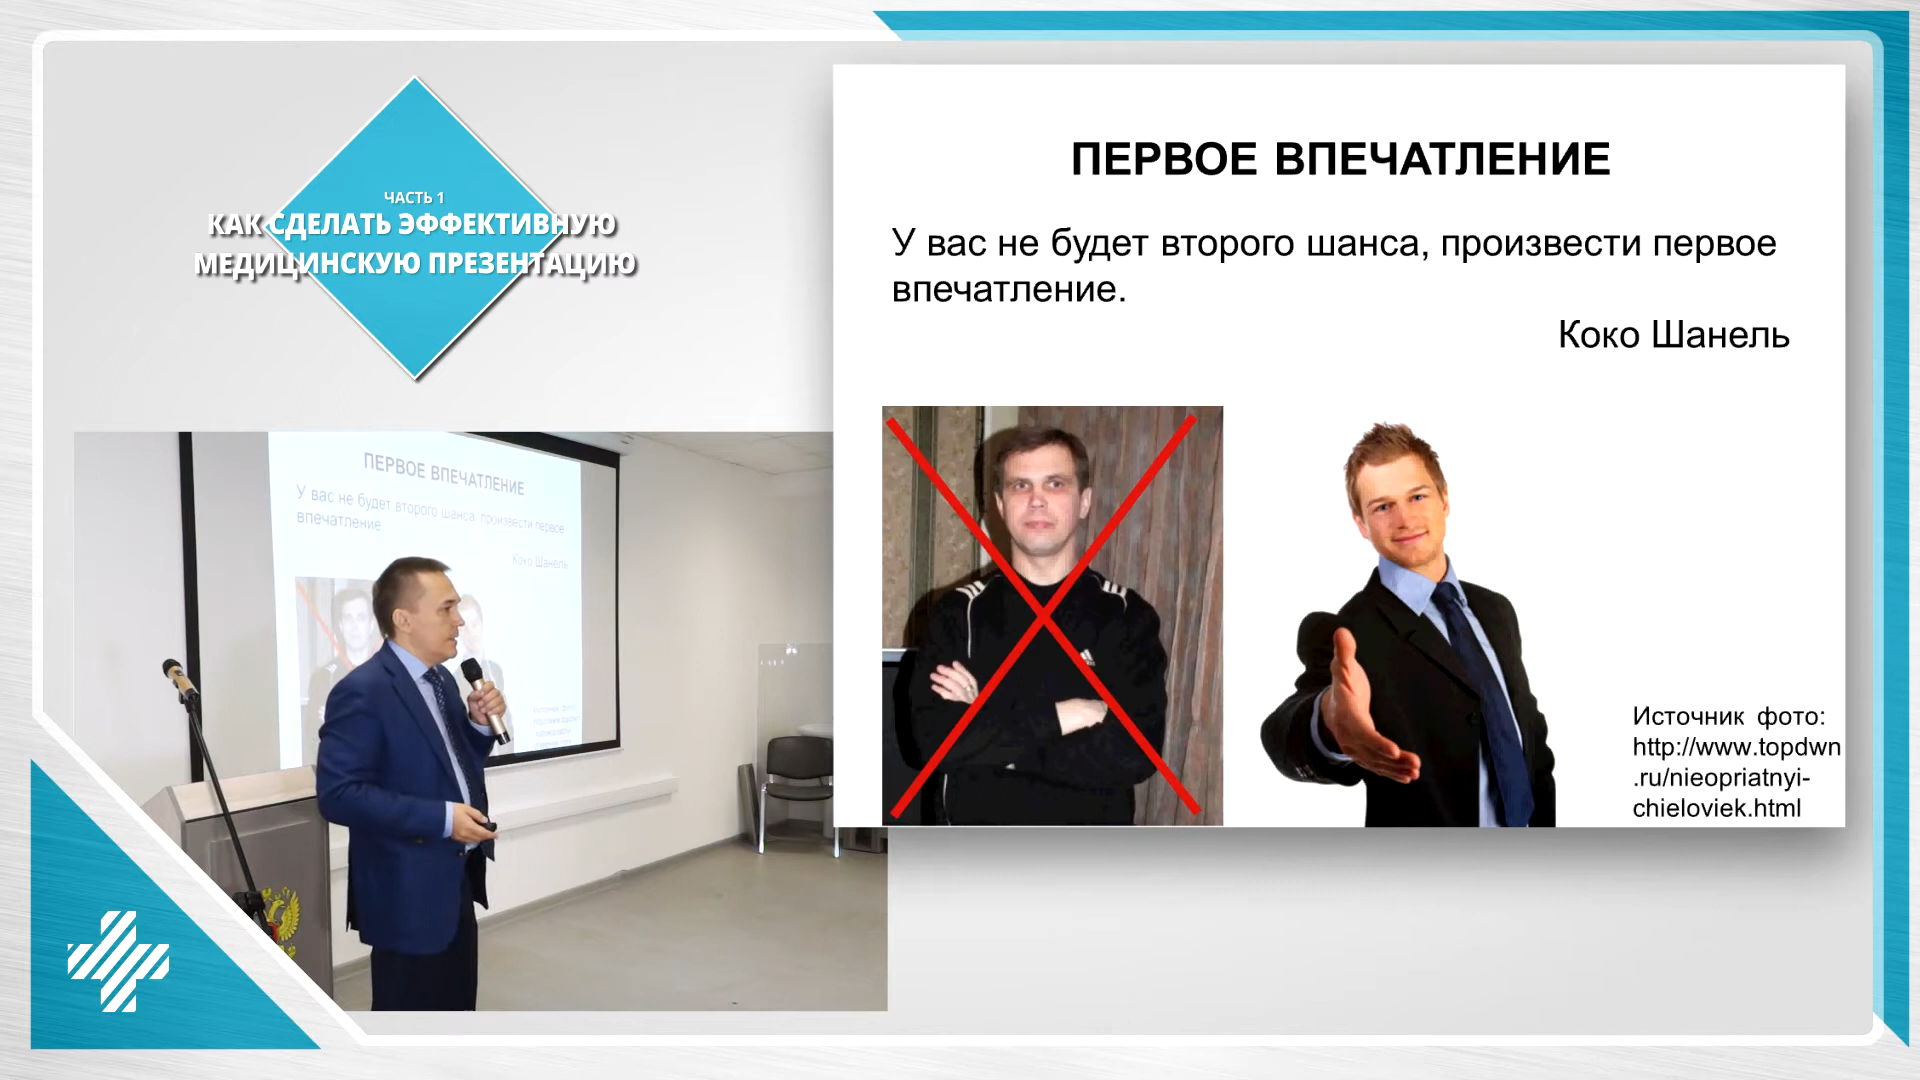 ЧАСТЬ 1
КАК СДЕЛАТЬ ЭФФЕКТИВНУЮ
МЕДИЦИНСКУЮ ПРЕЗЕНТАЦИЮ
ПЕРВОЕ ВПЕЧАТЛЕНИЕ
У вас не будет второго шанса, произвести первое
впечатление.
Коко Шанель
Источник фото:
http://www.topdwn
.ru/nieopriatnyi-
chieloviek.html
ПЕРВОЕ ВПЕЧАТЛЕНИЕ
У вас не будет второго шанса, произвести первое
впечатление.
Коко Шанель